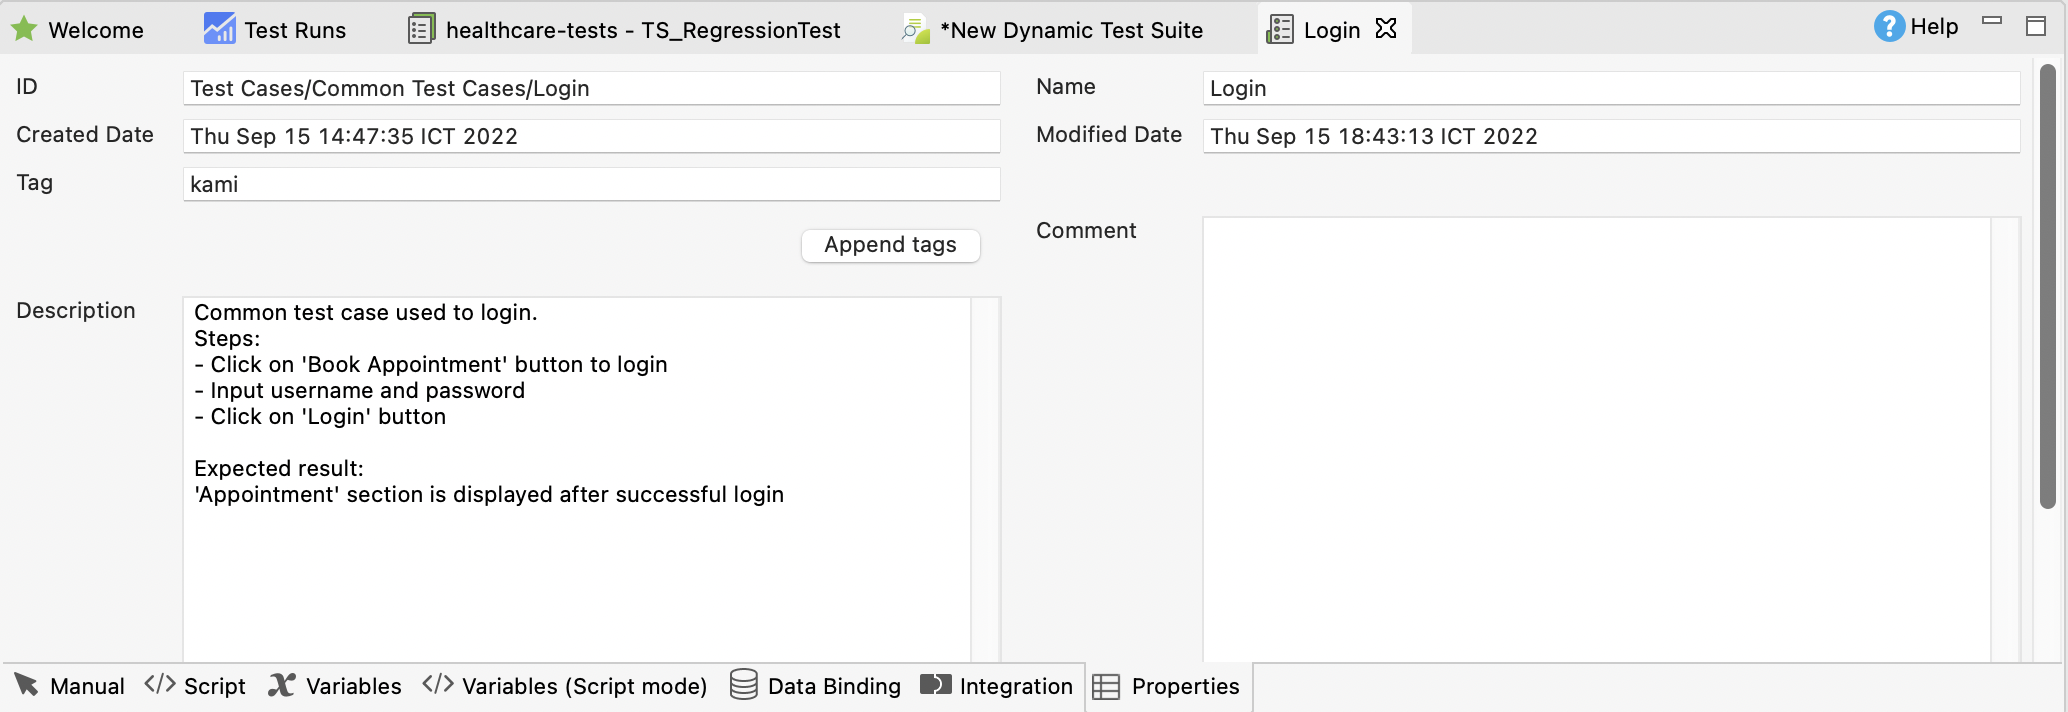 Welcome
Test Runs
healthcare-tests - TS_RegressionTest
*New Dynamic Test Suite
Login
? Help
ID
Test Cases/Common Test Cases/Login
Name
Login
Created Date
Thu Sep 15 14:47:35 ICT 2022
Modified Date
Thu Sep 15 18:43:13 ICT 2022
Tag
kami
Append tags
Comment
Description
Common test case used to login.
Steps:
- Click on 'Book Appointment' button to login
- Input username and password
- Click on 'Login' button
Expected result:
'Appointment' section is displayed after successful login
Manual
</> Script
x Variables
</> Variables (Script mode)
Data Binding
Integration
Properties